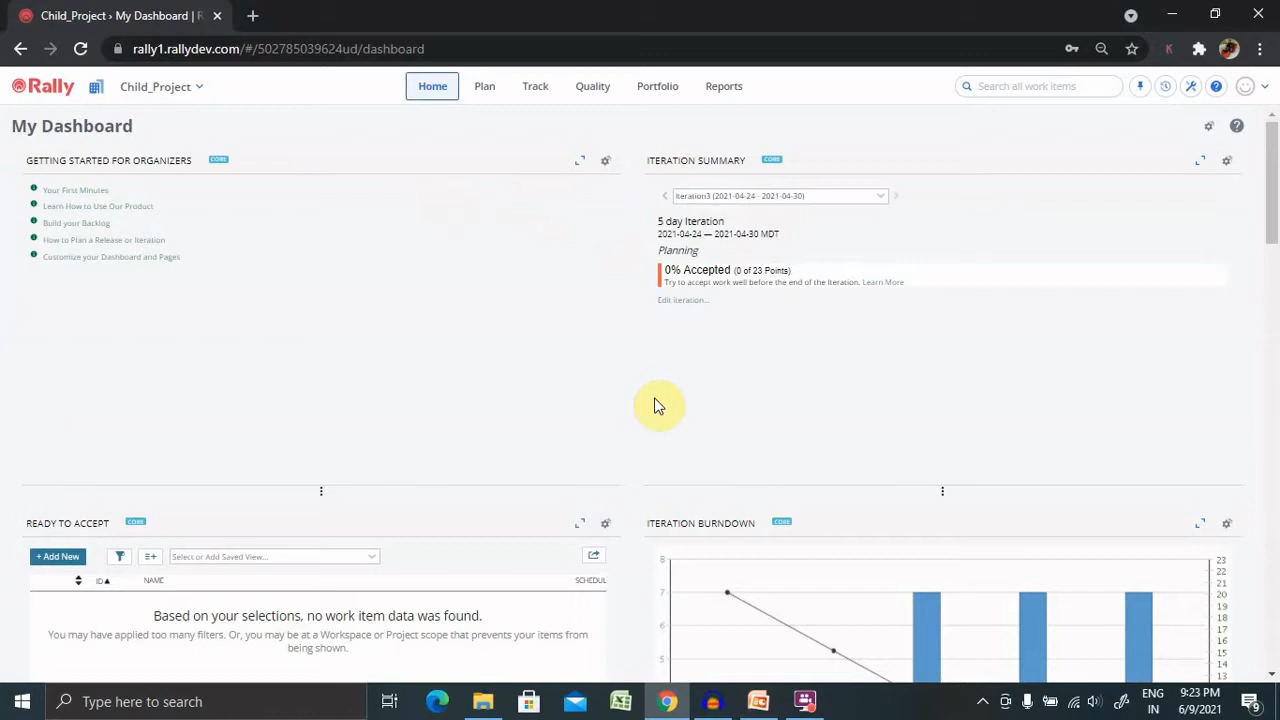 Child_Project › My Dashboard | R
rally1.rallydev.com/#/502785039624ud/dashboard
K
Rally
Child_Project
Home
Plan
Track
Quality
Portfolio
Reports
Search all work items
My Dashboard
GETTING STARTED FOR ORGANIZERS CORE
Your First Minutes
Learn How to Use Our Product
Build your Backlog
How to Plan a Release or Iteration
Customize your Dashboard and Pages
ITERATION SUMMARY CORE
Iteration3 (2021-04-24 - 2021-04-30)
5 day Iteration
2021-04-24 — 2021-04-30 MDT
Planning
0% Accepted (0 of 23 Points)
Try to accept work well before the end of the Iteration. Learn More
Edit iteration...
READY TO ACCEPT CORE
+ Add New
Select or Add Saved View...
ID▲ NAME SCHEDUL
Based on your selections, no work item data was found.
You may have applied too many filters. Or, you may be at a Workspace or Project scope that prevents your items from
being shown.
ITERATION BURNDOWN CORE
8
7
6
5
23
22
21
20
19
18
17
16
15
14
13
Type here to search
ENG
IN
9:23 PM
6/9/2021
9